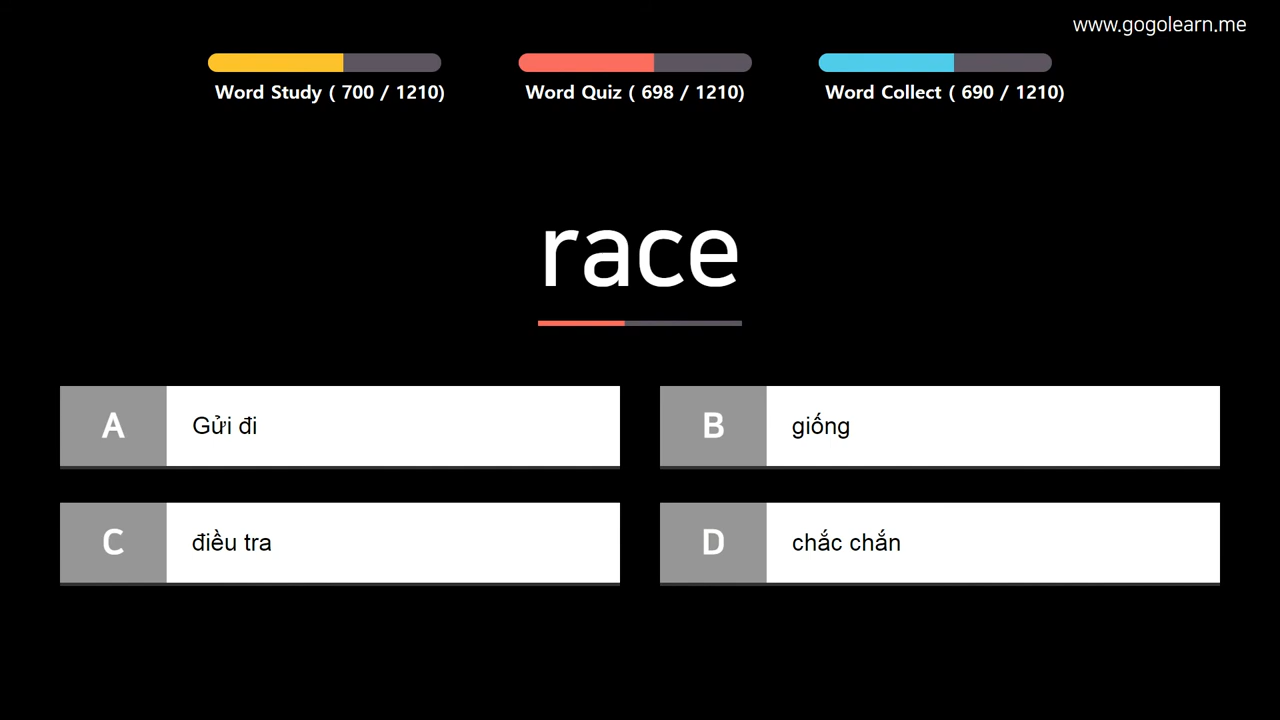 www.gogolearn.me
Word Study ( 700 / 1210)
Word Quiz ( 698 / 1210)
Word Collect ( 690 / 1210)
race
A
Gửi đi
B
giống
C
điều tra
D
chắc chắn